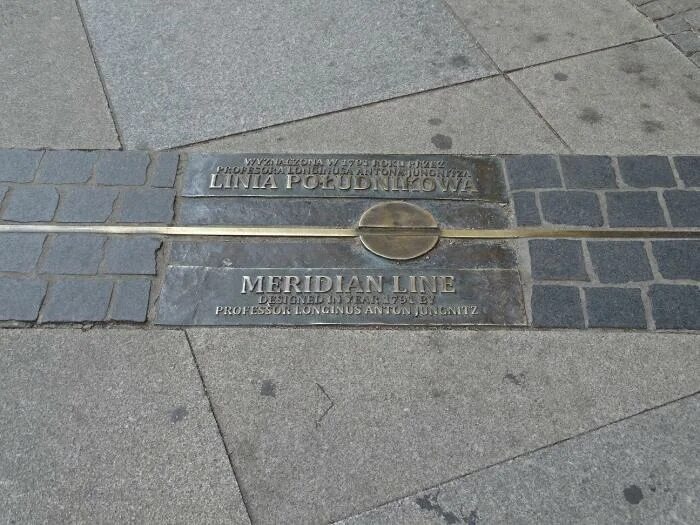 WYZNACZONA W 1791 ROKU PRZEZ
PROFESORA LONGINUSA ANTONA JUNGNITZA
LINIA POŁUDNIKOWA
MERIDIAN LINE
DESIGNED IN YEAR 1791 BY
PROFESSOR LONGINUS ANTON JUNGNITZ